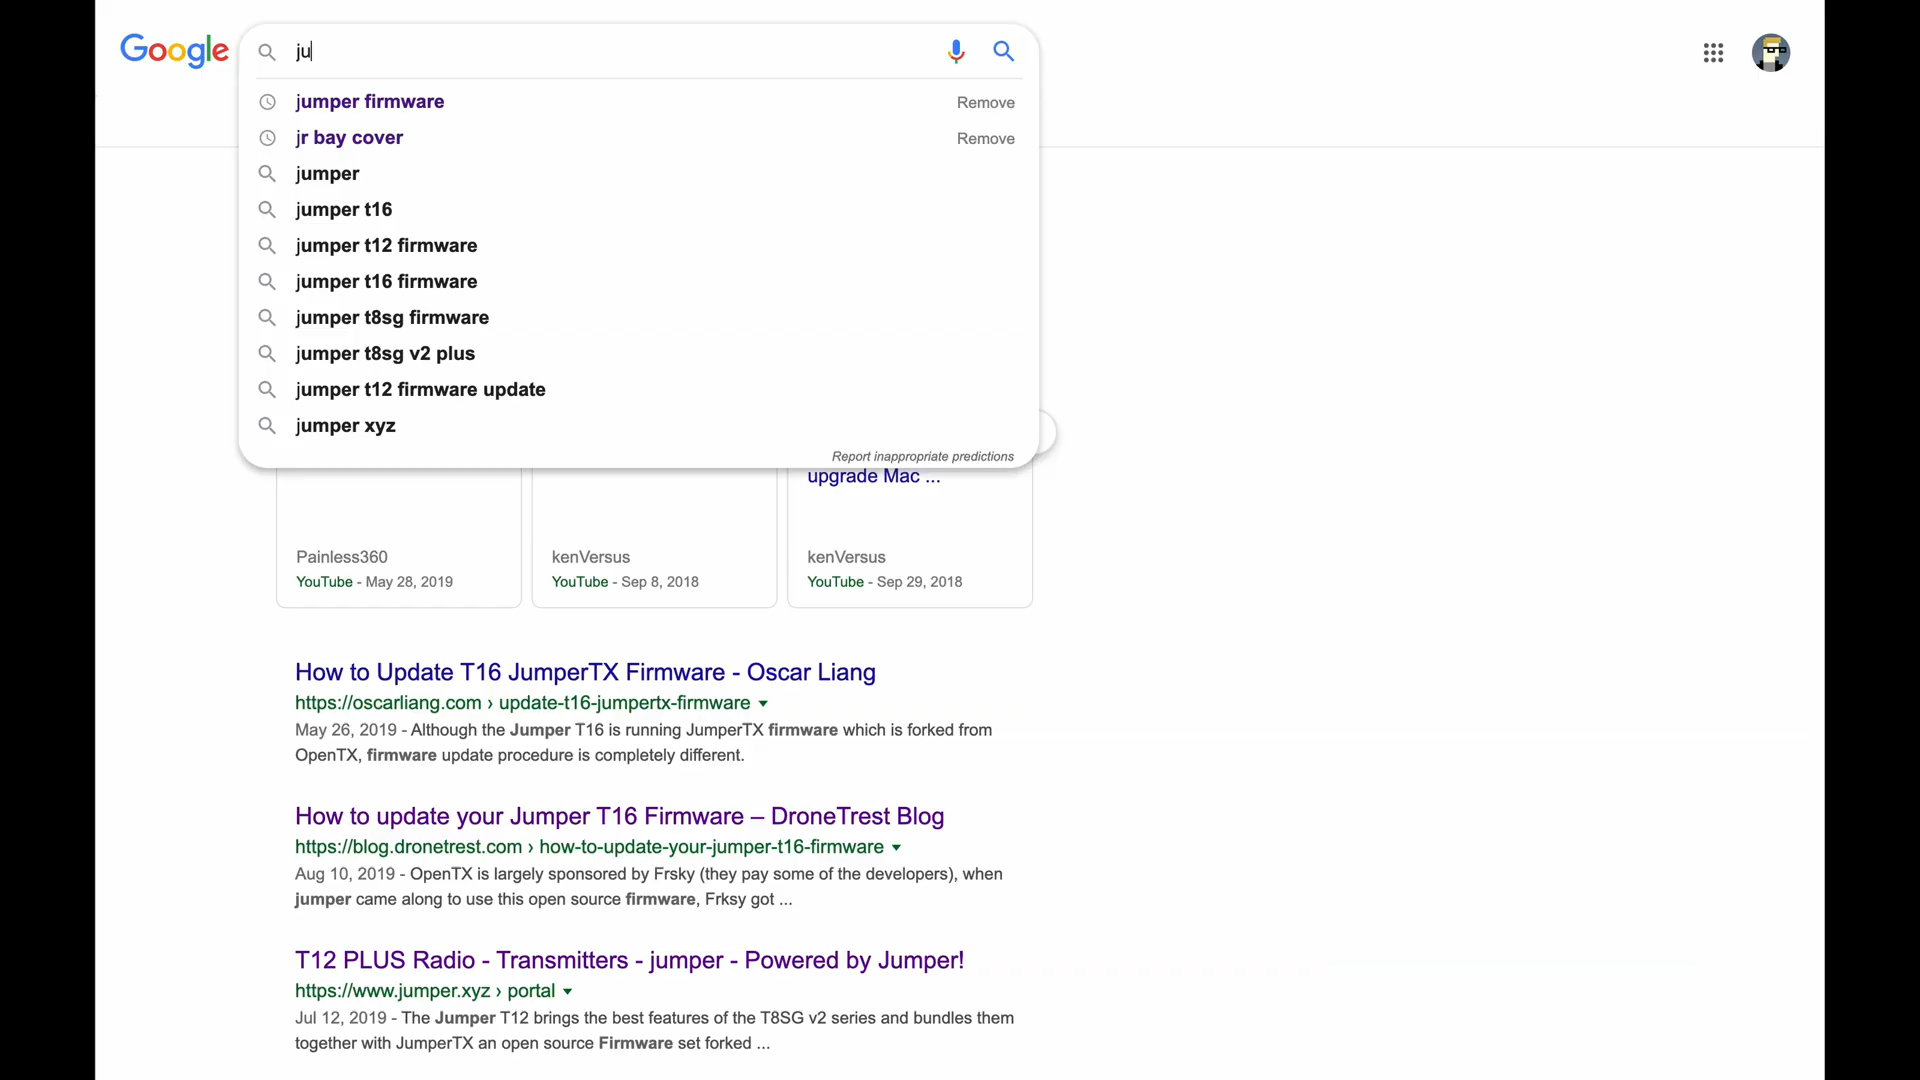 Google
ju
jumper firmware Remove
jr bay cover Remove
jumper
jumper t16
jumper t12 firmware
jumper t16 firmware
jumper t8sg firmware
jumper t8sg v2 plus
jumper t12 firmware update
jumper xyz
Report inappropriate predictions
upgrade Mac ...
Painless360 kenVersus kenVersus
YouTube - May 28, 2019 YouTube - Sep 8, 2018 YouTube - Sep 29, 2018
How to Update T16 JumperTX Firmware - Oscar Liang
https://oscarliang.com › update-t16-jumpertx-firmware
May 26, 2019 - Although the Jumper T16 is running JumperTX firmware which is forked from
OpenTX, firmware update procedure is completely different.
How to update your Jumper T16 Firmware – DroneTrest Blog
https://blog.dronetrest.com › how-to-update-your-jumper-t16-firmware
Aug 10, 2019 - OpenTX is largely sponsored by Frsky (they pay some of the developers), when
jumper came along to use this open source firmware, Frksy got ...
T12 PLUS Radio - Transmitters - jumper - Powered by Jumper!
https://www.jumper.xyz › portal
Jul 12, 2019 - The Jumper T12 brings the best features of the T8SG v2 series and bundles them
together with JumperTX an open source Firmware set forked ...